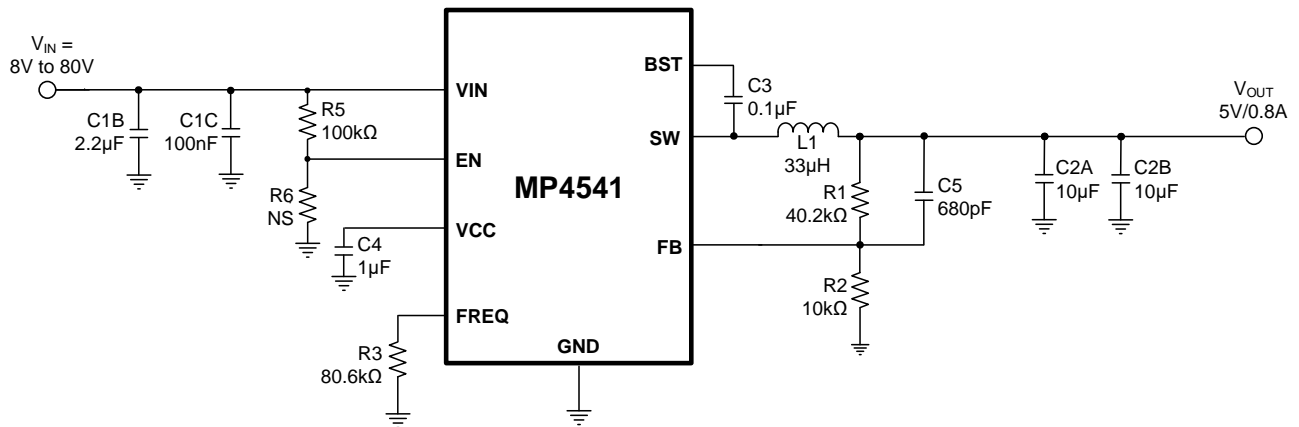 V_IN =
8V to 80V
C1B
2.2µF
C1C
100nF
R5
100kΩ
R6
NS
C4
1µF
R3
80.6kΩ
VIN
EN
VCC
FREQ
MP4541
GND
BST
SW
FB
C3
0.1µF
L1
33µH
R1
40.2kΩ
C5
680pF
R2
10kΩ
C2A
10µF
C2B
10µF
V_OUT
5V/0.8A